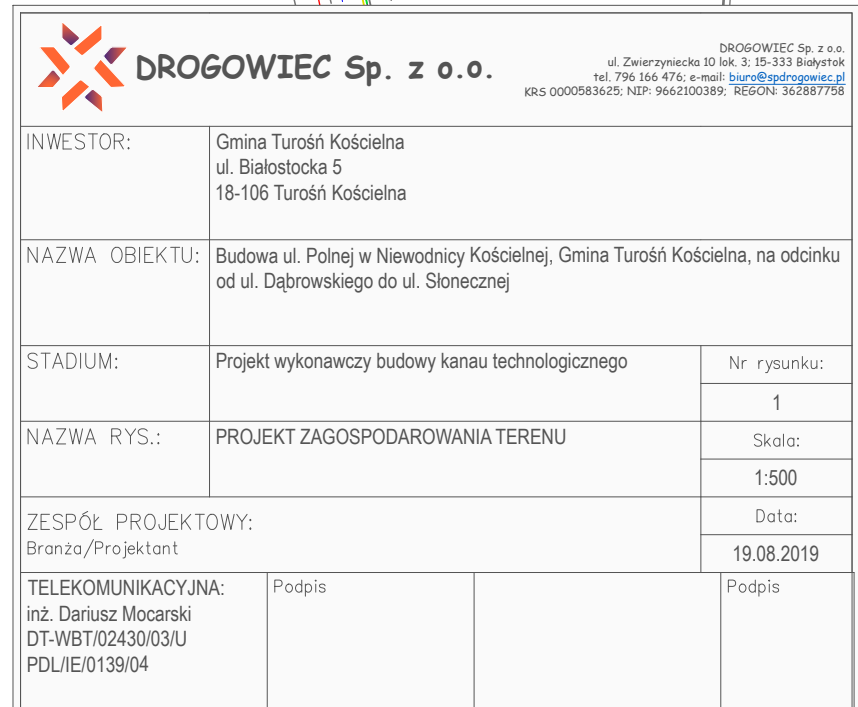 DROGOWIEC Sp. z o.o.
DROGOWIEC Sp. z o.o.
ul. Zwierzyniecka 10 lok. 3; 15-333 Białystok
tel. 796 166 476; e-mail: biuro@spdrogowiec.pl
KRS 0000583625; NIP: 9662100389; REGON: 362887758
INWESTOR:
Gmina Turośń Kościelna
ul. Białostocka 5
18-106 Turośń Kościelna
NAZWA OBIEKTU:
Budowa ul. Polnej w Niewodnicy Kościelnej, Gmina Turośń Kościelna, na odcinku
od ul. Dąbrowskiego do ul. Słonecznej
STADIUM:
Projekt wykonawczy budowy kanau technologicznego
Nr rysunku:
1
NAZWA RYS.:
PROJEKT ZAGOSPODAROWANIA TERENU
Skala:
1:500
ZESPÓŁ PROJEKTOWY:
Branża/Projektant
Data:
19.08.2019
TELEKOMUNIKACYJNA:
inż. Dariusz Mocarski
DT-WBT/02430/03/U
PDL/IE/0139/04
Podpis
Podpis